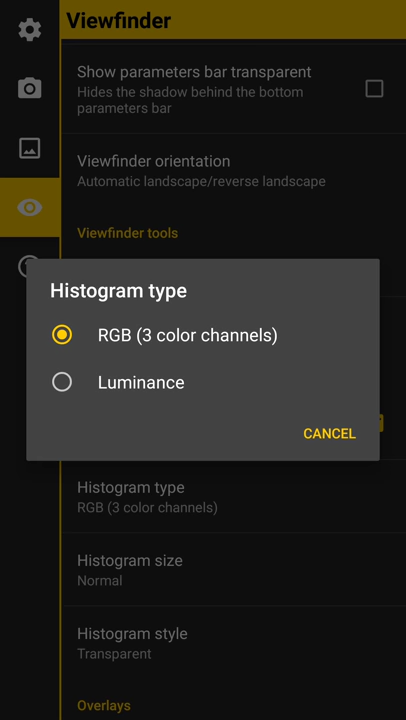 Viewfinder
Show parameters bar transparent
Hides the shadow behind the bottom
parameters bar
Viewfinder orientation
Automatic landscape/reverse landscape
Viewfinder tools
Histogram type
RGB (3 color channels)
Luminance
CANCEL
Histogram type
RGB (3 color channels)
Histogram size
Normal
Histogram style
Transparent
Overlays